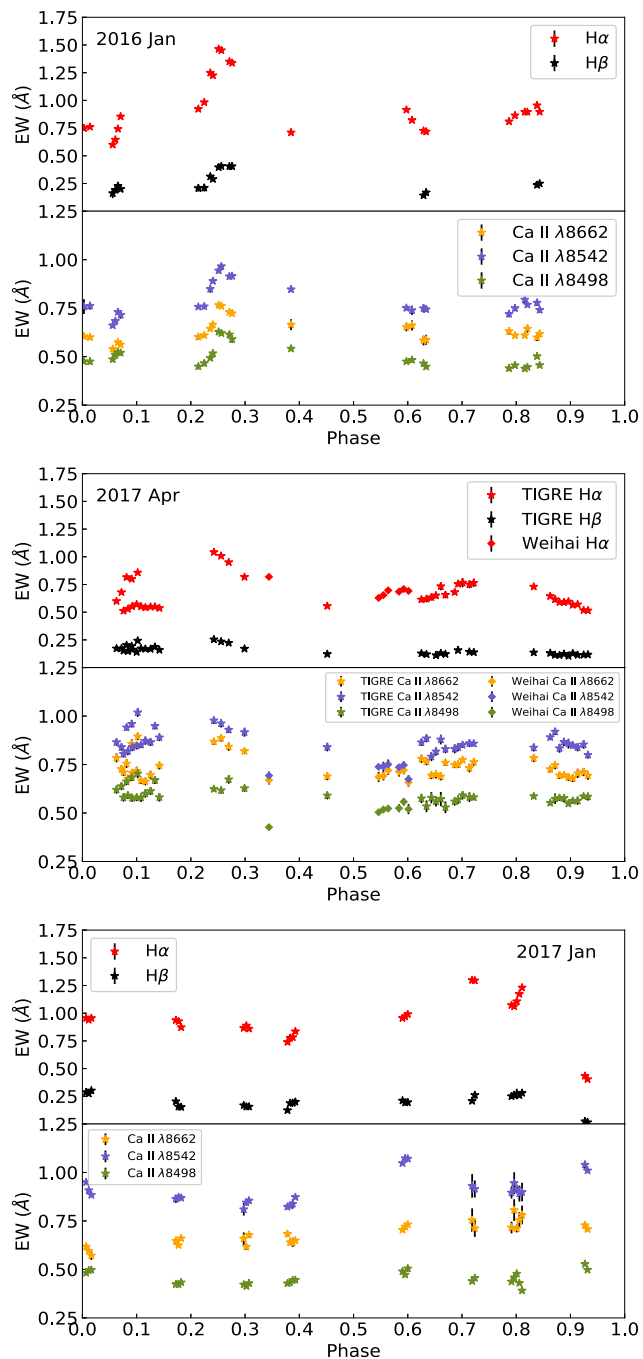 2016 Jan
Hα
Hβ
EW (Å)
1.75
1.50
1.25
1.00
0.75
0.50
0.25
Ca II λ8662
Ca II λ8542
Ca II λ8498
EW (Å)
1.25
1.00
0.75
0.50
0.25
0.0 0.1 0.2 0.3 0.4 0.5 0.6 0.7 0.8 0.9 1.0
Phase
2017 Apr
TIGRE Hα
TIGRE Hβ
Weihai Hα
EW (Å)
1.75
1.50
1.25
1.00
0.75
0.50
0.25
TIGRE Ca II λ8662 Weihai Ca II λ8662
TIGRE Ca II λ8542 Weihai Ca II λ8542
TIGRE Ca II λ8498 Weihai Ca II λ8498
EW (Å)
1.25
1.00
0.75
0.50
0.25
0.0 0.1 0.2 0.3 0.4 0.5 0.6 0.7 0.8 0.9 1.0
Phase
Hα
Hβ
2017 Jan
EW (Å)
1.75
1.50
1.25
1.00
0.75
0.50
0.25
Ca II λ8662
Ca II λ8542
Ca II λ8498
EW (Å)
1.25
1.00
0.75
0.50
0.25
0.0 0.1 0.2 0.3 0.4 0.5 0.6 0.7 0.8 0.9 1.0
Phase